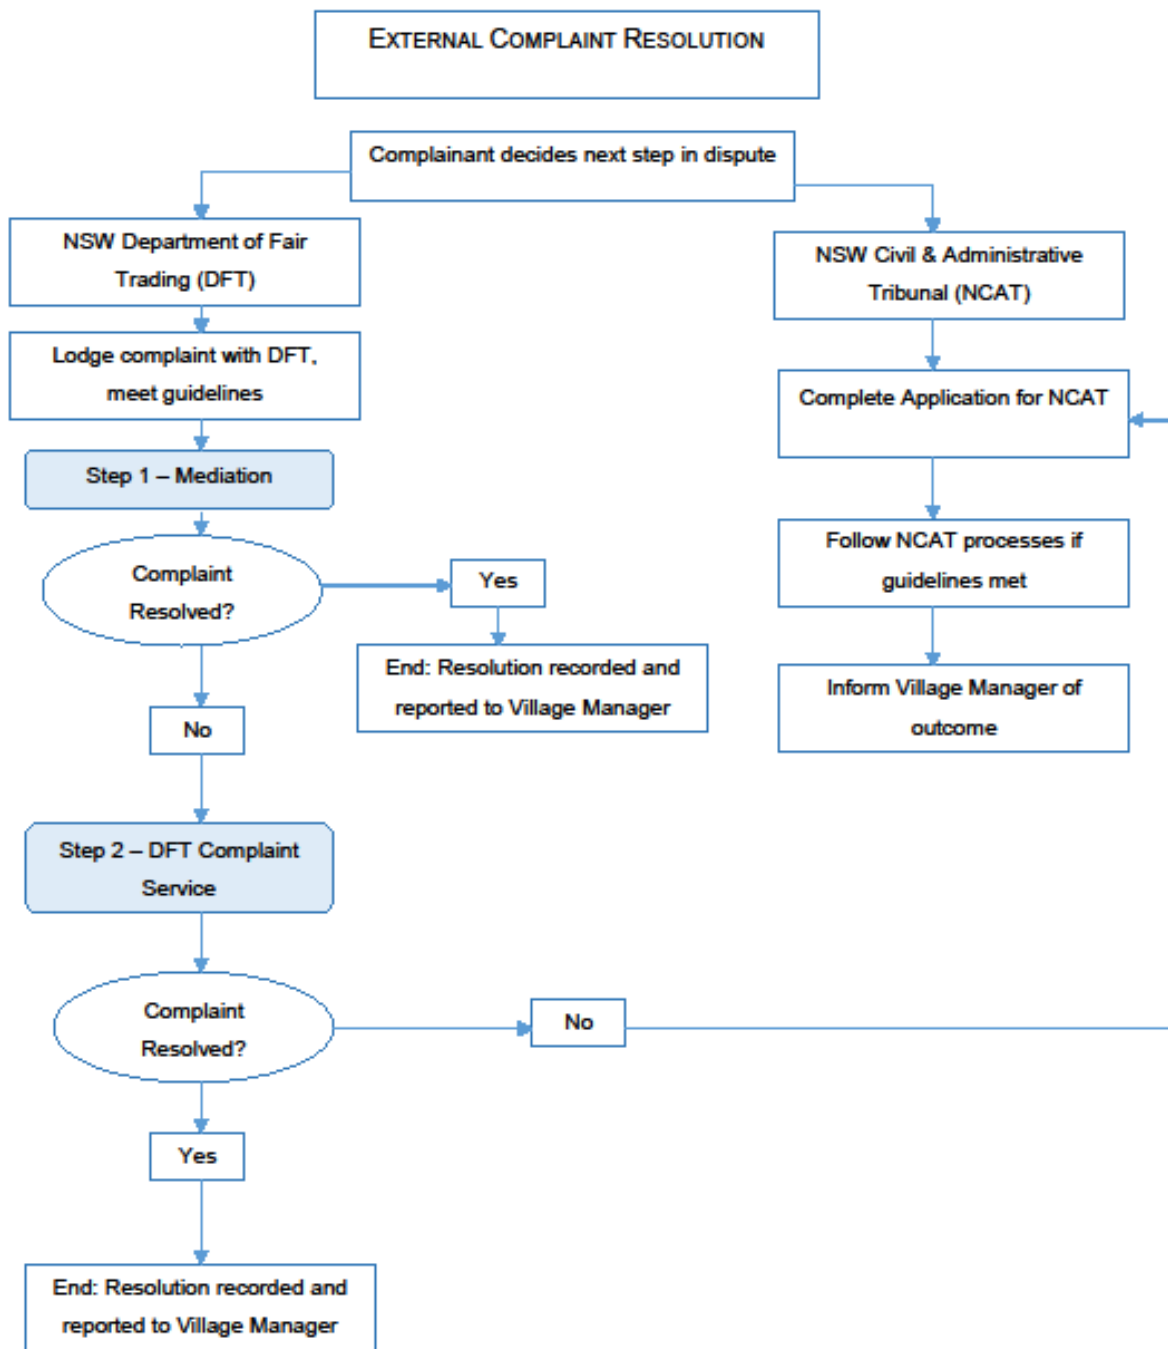 EXTERNAL COMPLAINT RESOLUTION
Complainant decides next step in dispute
NSW Department of Fair
Trading (DFT)
Lodge complaint with DFT,
meet guidelines
Step 1 – Mediation
Complaint
Resolved?
Yes
End: Resolution recorded and
reported to Village Manager
No
Step 2 – DFT Complaint
Service
Complaint
Resolved?
No
Yes
End: Resolution recorded and
reported to Village Manager
NSW Civil & Administrative
Tribunal (NCAT)
Complete Application for NCAT
Follow NCAT processes if
guidelines met
Inform Village Manager of
outcome